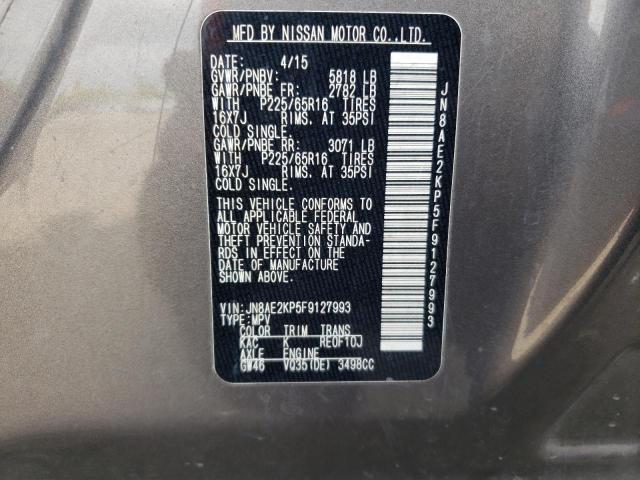 MFD BY NISSAN MOTOR CO.,LTD.
DATE: 4/15
GVWR/PNBV: 5818 LB
GAWR/PNBE FR: 2782 LB
WITH P225/65R16 TIRES
16X7J RIMS. AT 35PSI
COLD SINGLE.
GAWR/PNBE RR: 3071 LB
WITH P225/65R16 TIRES
16X7J RIMS. AT 35PSI
COLD SINGLE.
THIS VEHICLE CONFORMS TO
ALL APPLICABLE FEDERAL
MOTOR VEHICLE SAFETY AND
THEFT PREVENTION STANDA-
RDS IN EFFECT ON THE
DATE OF MANUFACTURE
SHOWN ABOVE.
VIN: JN8AE2KP5F9127993
TYPE: MPV
COLOR TRIM TRANS
KAC K RE0F10J
AXLE ENGINE
GW46 VQ35(DE) 3498CC
JN8AE2KP5F9127993